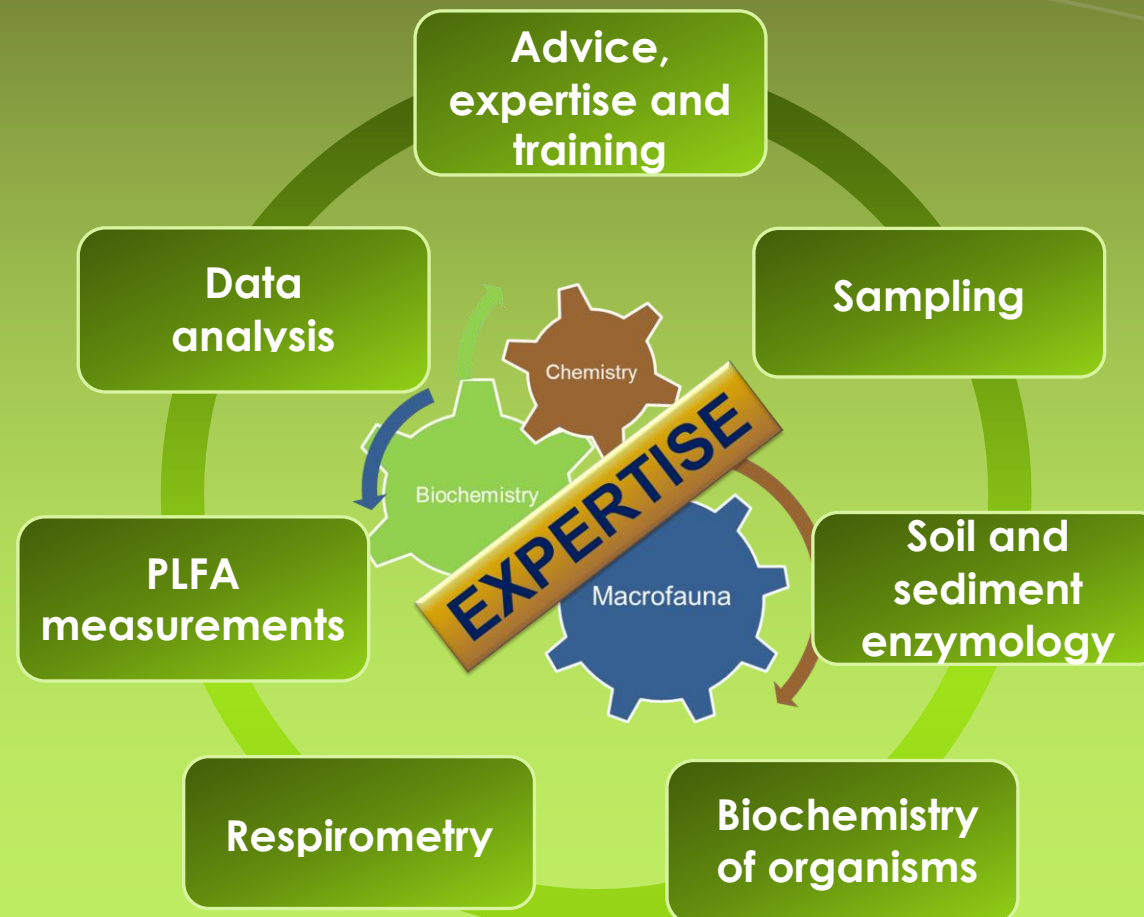 Advice,
expertise and
training
Data
analysis
Sampling
Chemistry
Biochemistry
EXPERTISE
Macrofauna
PLFA
measurements
Soil and
sediment
enzymology
Respirometry
Biochemistry
of organisms